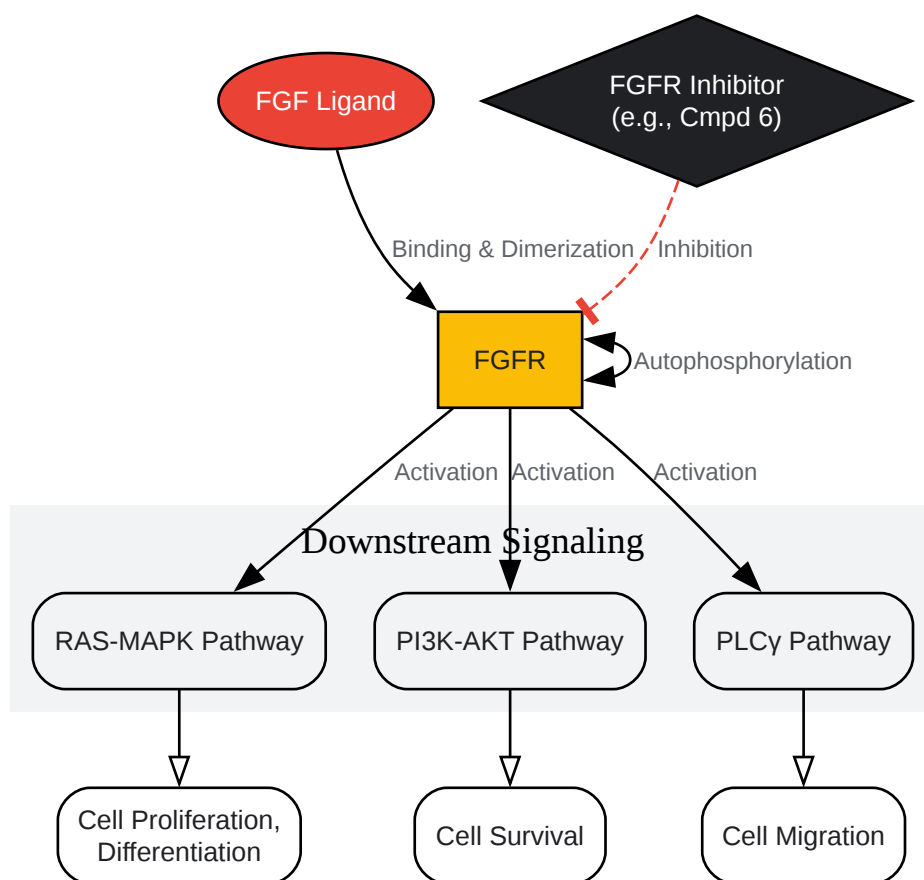 FGF Ligand
FGFR Inhibitor
(e.g., Cmpd 6)
Binding & Dimerization
Inhibition
FGFR
Autophosphorylation
Activation
Activation
Activation
Downstream Signaling
RAS-MAPK Pathway
PI3K-AKT Pathway
PLCγ Pathway
Cell Proliferation,
Differentiation
Cell Survival
Cell Migration